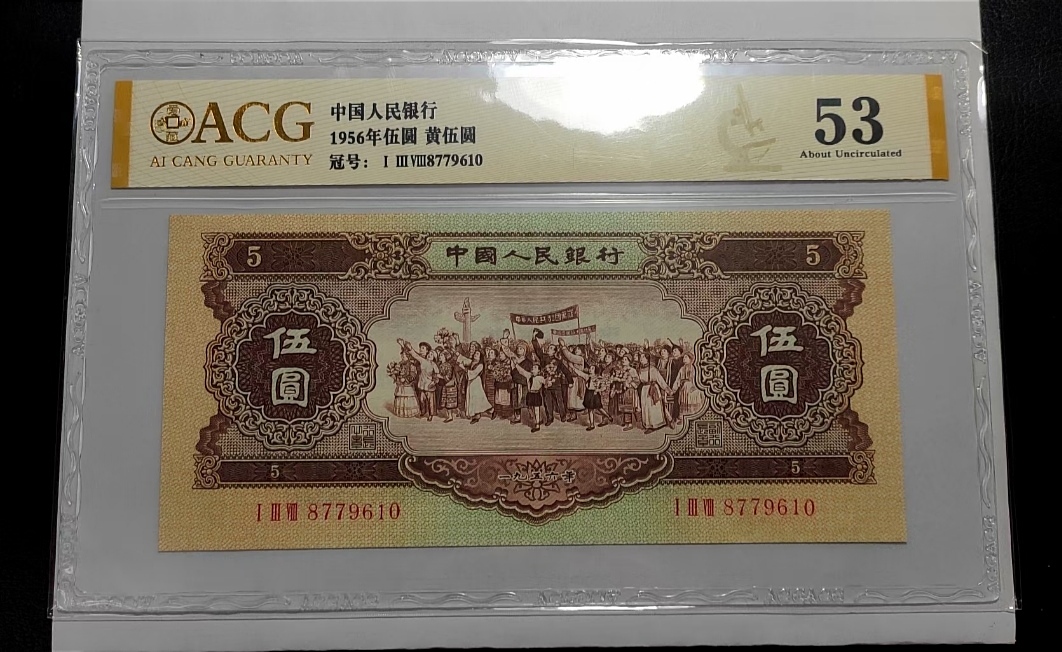 ACG
AI CANG GUARANTY
中国人民银行
1956年伍圆 黄伍圆
冠号: I III VIII8779610
53
About Uncirculated
5
中國人民銀行
5
伍圓
伍圓
5
一九五六年
5
I III VIII 8779610
I III VIII 8779610